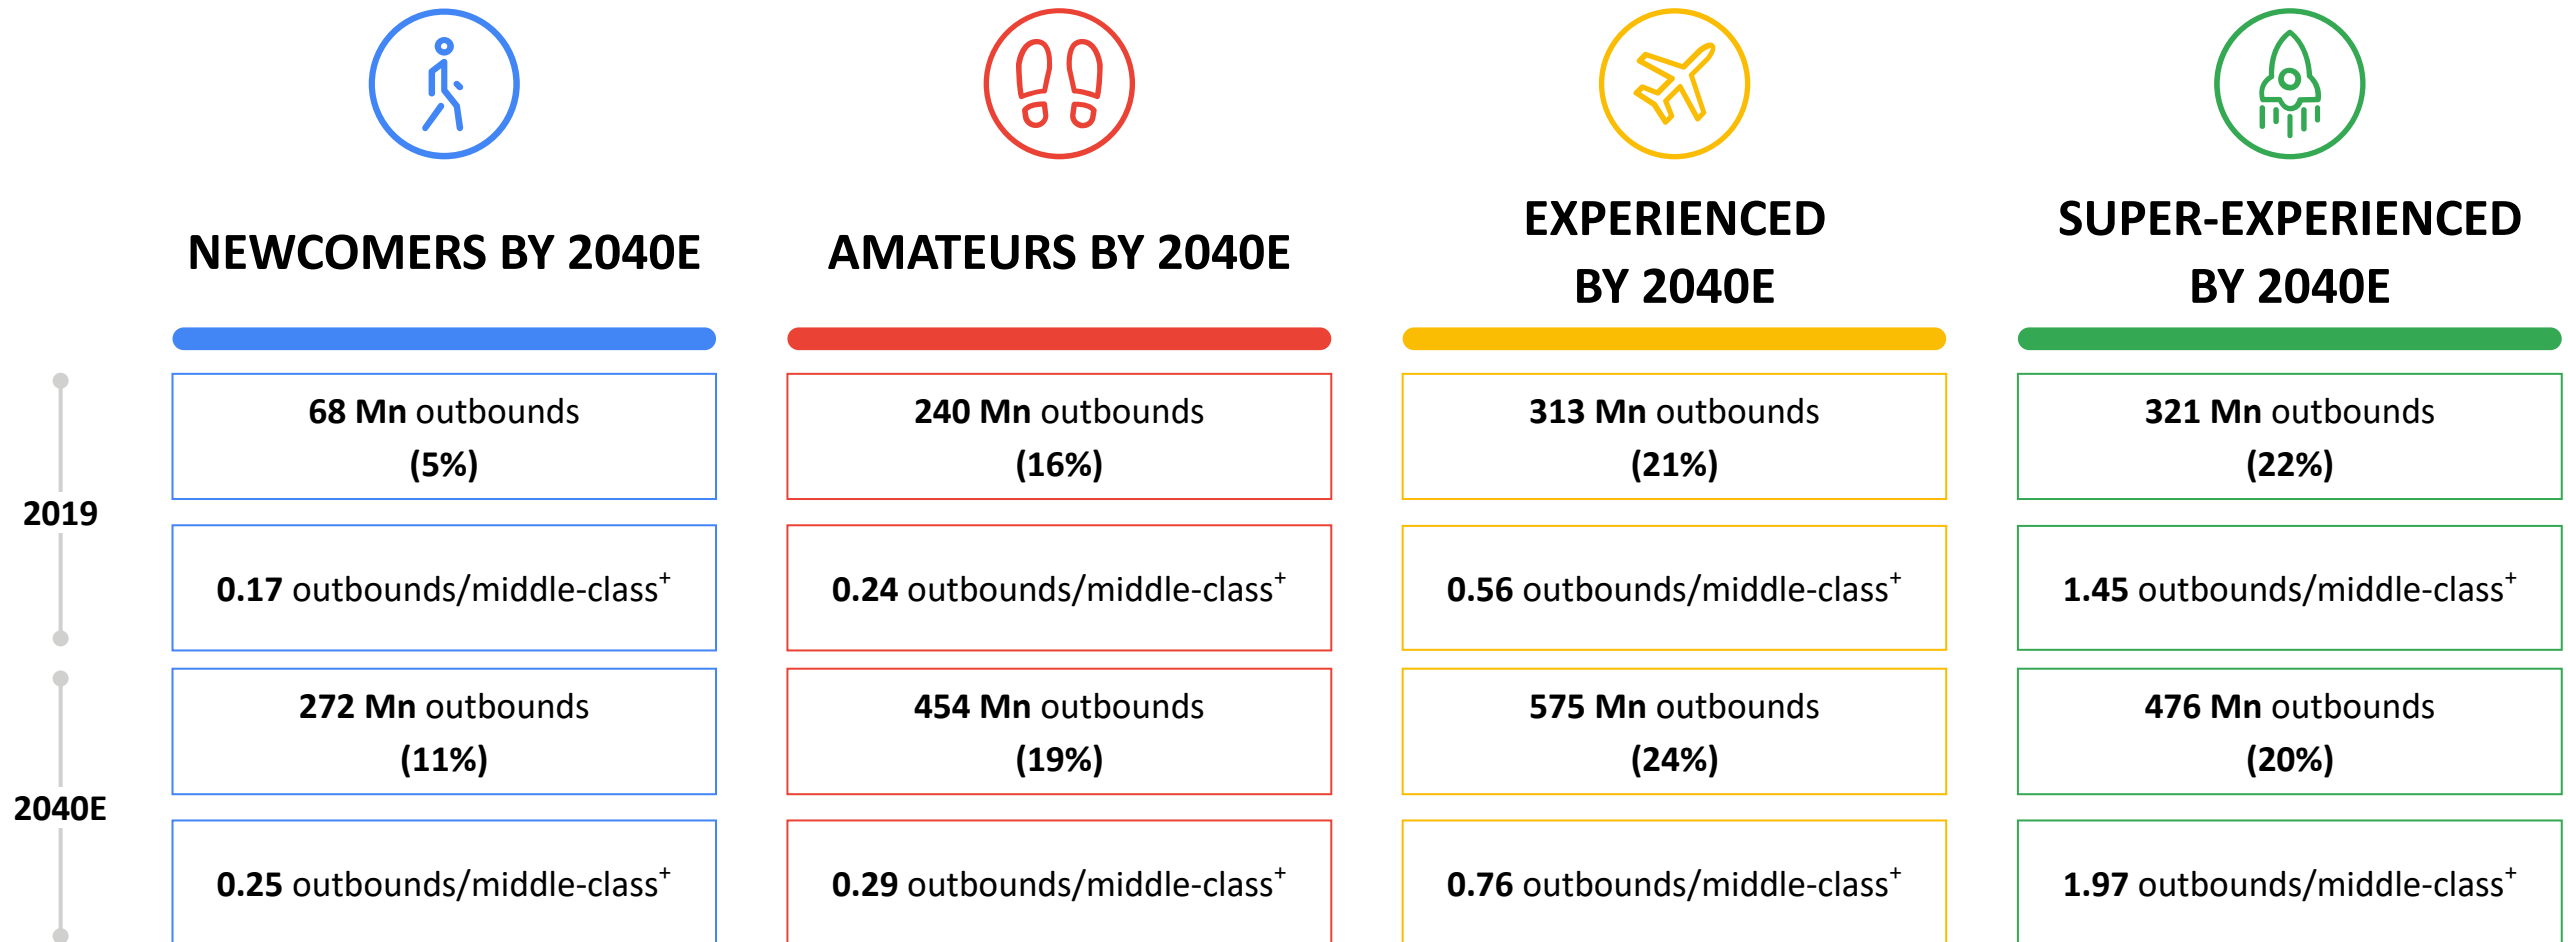 NEWCOMERS BY 2040E
AMATEURS BY 2040E
EXPERIENCED
BY 2040E
SUPER-EXPERIENCED
BY 2040E
2019
68 Mn outbounds
(5%)
240 Mn outbounds
(16%)
313 Mn outbounds
(21%)
321 Mn outbounds
(22%)
0.17 outbounds/middle-class+
0.24 outbounds/middle-class+
0.56 outbounds/middle-class+
1.45 outbounds/middle-class+
2040E
272 Mn outbounds
(11%)
454 Mn outbounds
(19%)
575 Mn outbounds
(24%)
476 Mn outbounds
(20%)
0.25 outbounds/middle-class+
0.29 outbounds/middle-class+
0.76 outbounds/middle-class+
1.97 outbounds/middle-class+